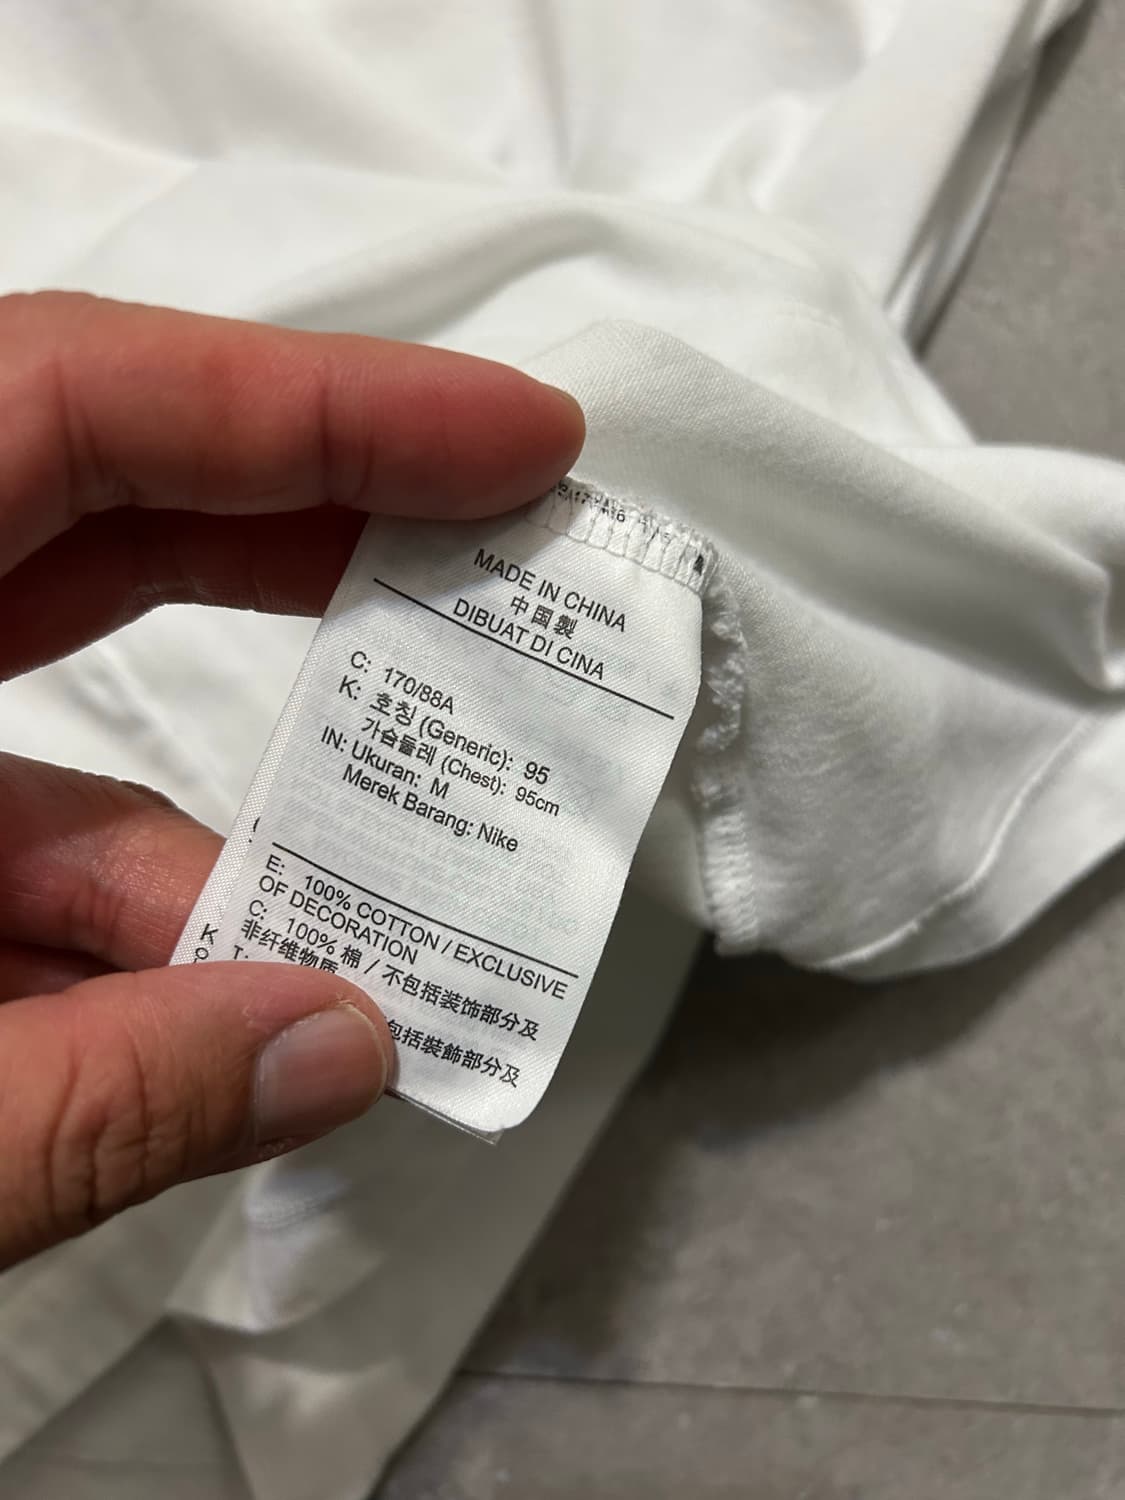 MADE IN CHINA
中国製
DIBUAT DI CINA
C: 170/88A
K: 호칭 (Generic): 95
가슴둘레 (Chest): 95cm
IN: Ukuran: M
Merek Barang: Nike
E: 100% COTTON / EXCLUSIVE
OF DECORATION
C: 100% 棉 / 不包括装饰部分及
非纤维物质
T:
包括裝飾部分及
K